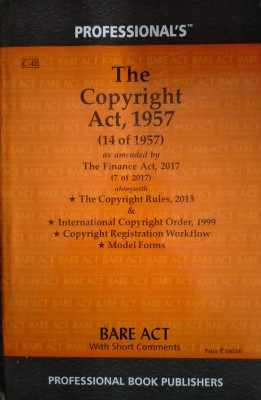 PROFESSIONAL'S™
The
Copyright
Act, 1957
(14 of 1957)
as amended by
The Finance Act, 2017
(7 of 2017)
alongwith
★ The Copyright Rules, 2013
&
★ International Copyright Order, 1999
★ Copyright Registration Workflow
★ Model Forms
BARE ACT
With Short Comments
PROFESSIONAL BOOK PUBLISHERS